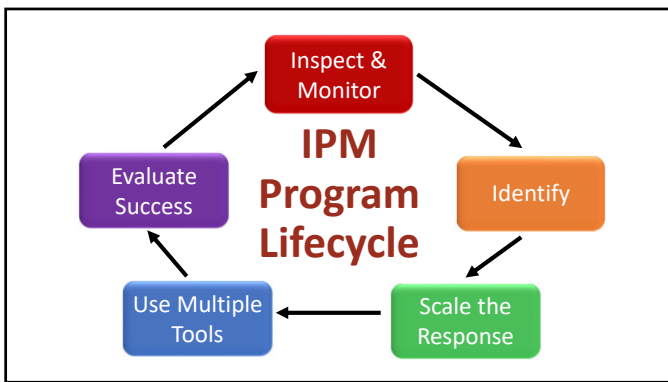 Inspect &
Monitor
IPM
Program
Lifecycle
Identify
Scale the
Response
Use Multiple
Tools
Evaluate
Success